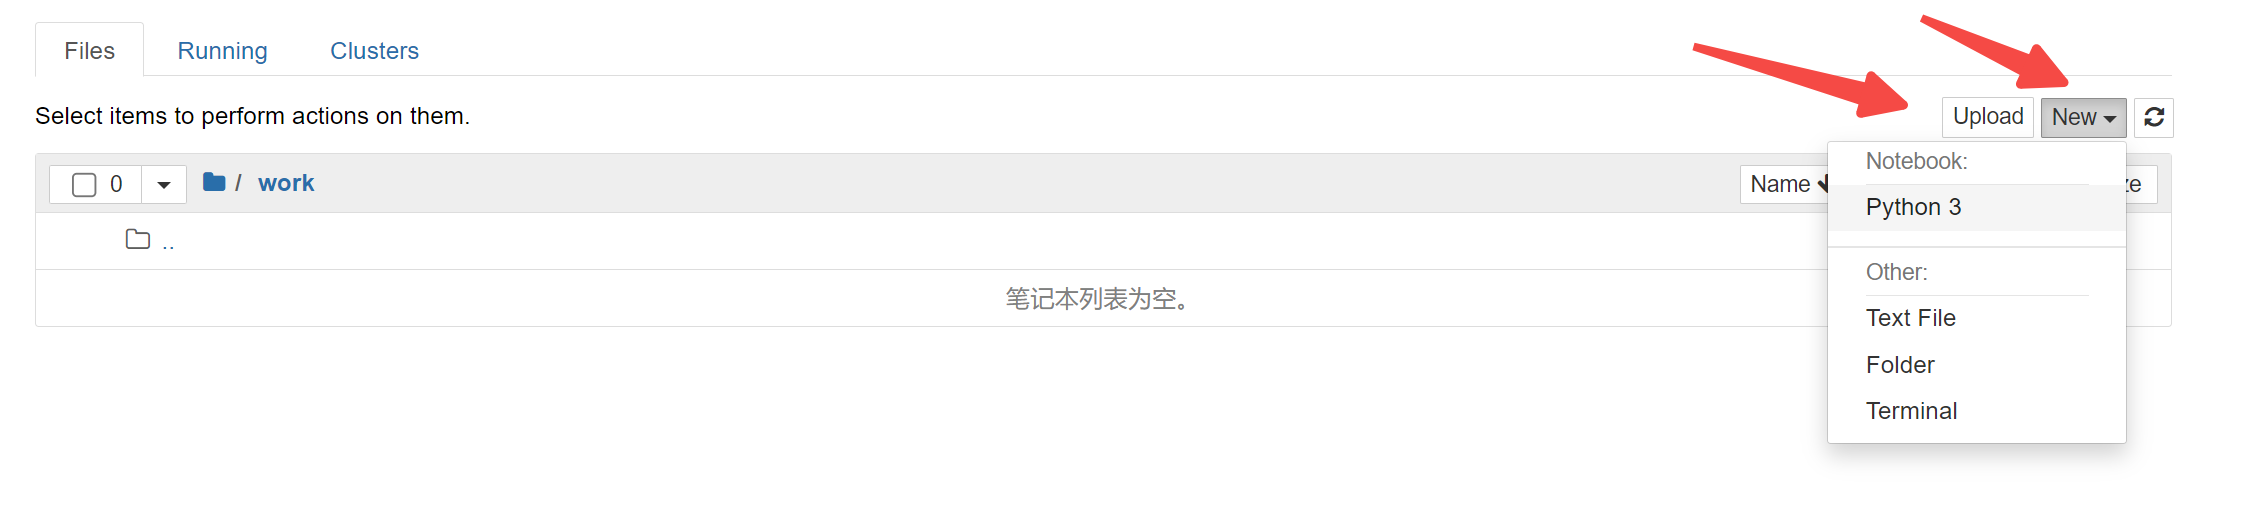 Files Running Clusters
Select items to perform actions on them.
Upload New
0 / work Name
Notebook:
Python 3
..
Other:
笔记本列表为空。
Text File
Folder
Terminal